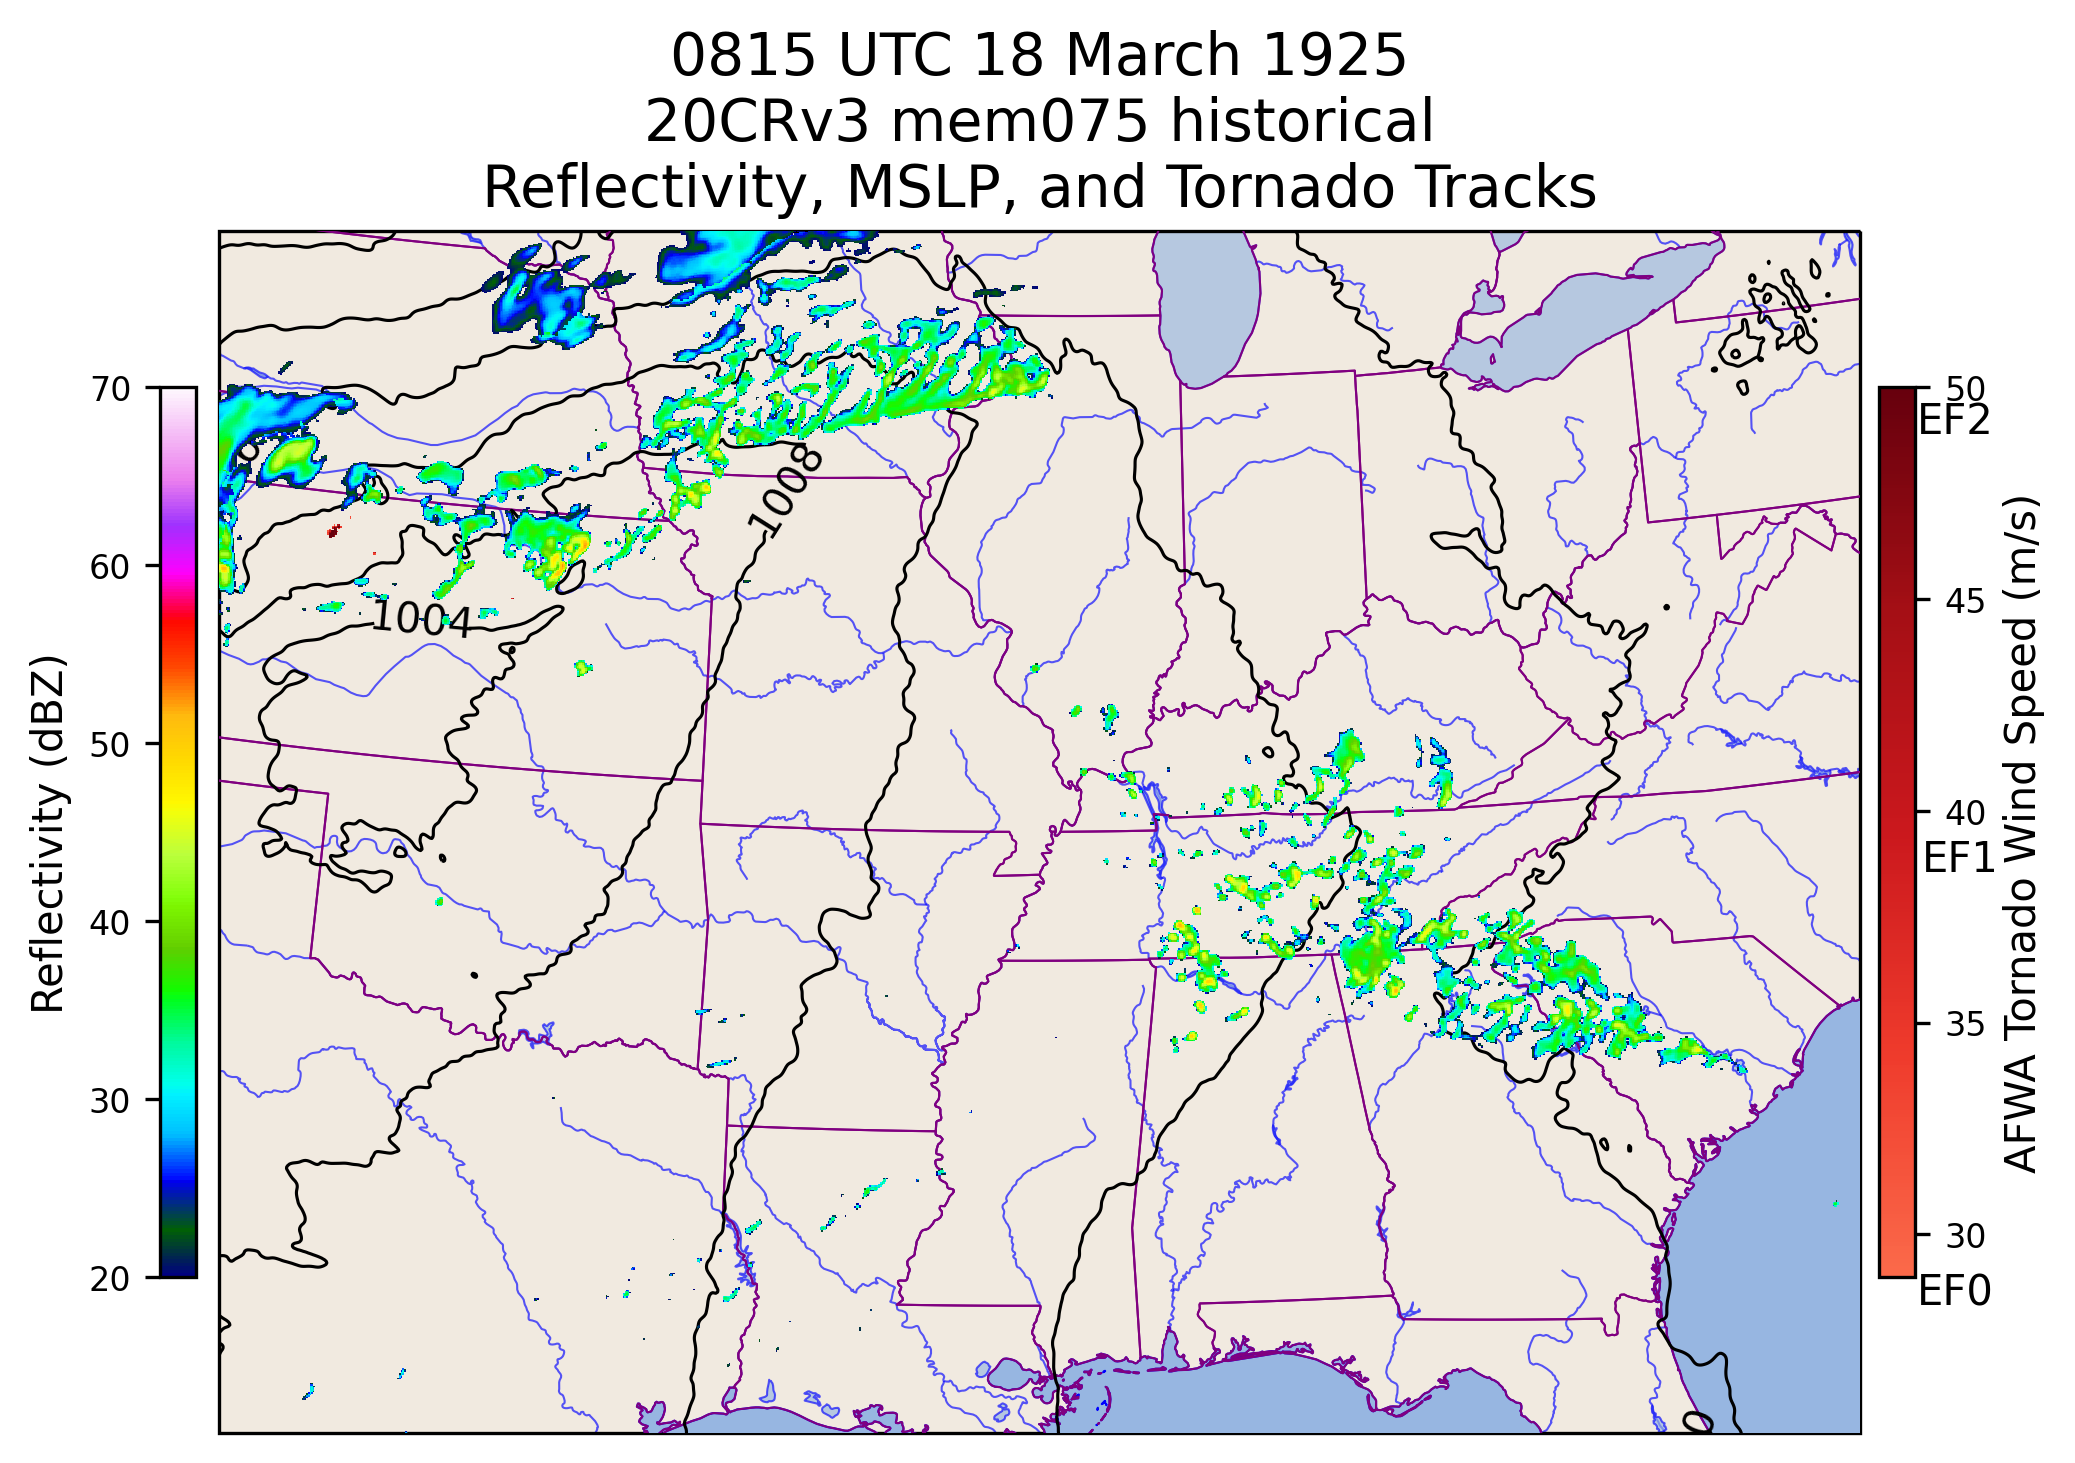 0815 UTC 18 March 1925
20CRv3 mem075 historical
Reflectivity, MSLP, and Tornado Tracks
Reflectivity (dBZ)
70
60
50
40
30
20
1008
1004
50
EF2
45
40
EF1
35
30
EF0
AFWA Tornado Wind Speed (m/s)